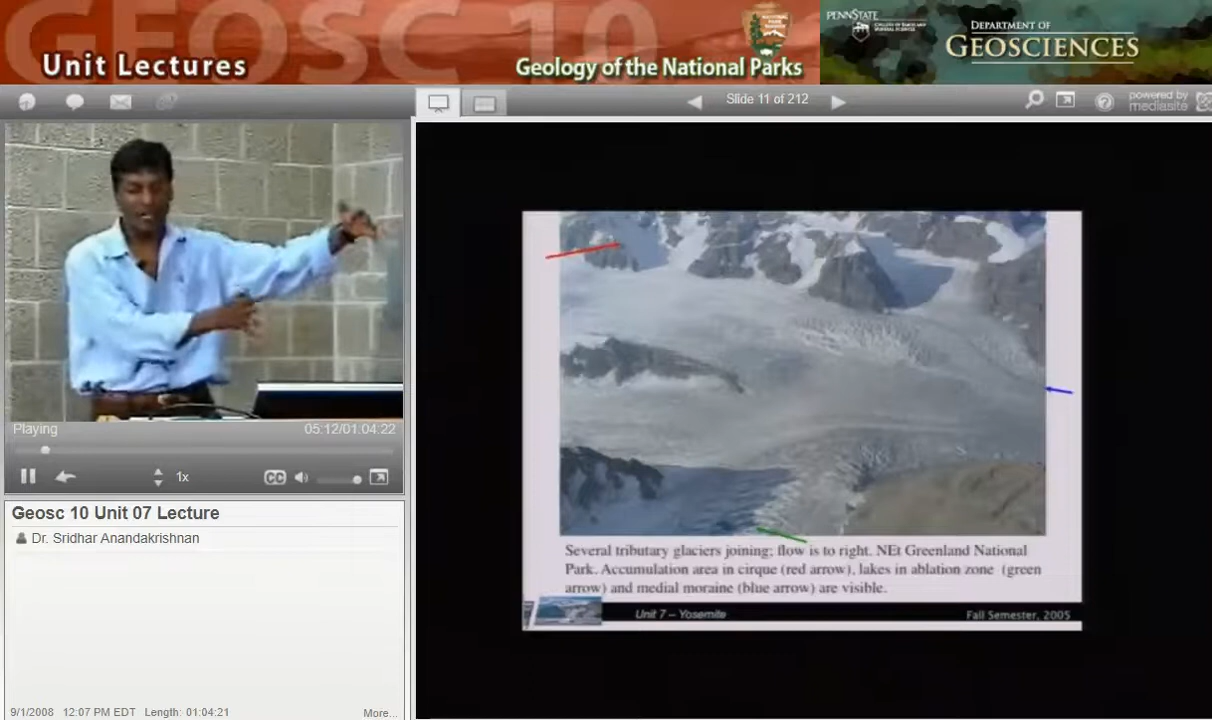 GEOSC 10
Unit Lectures
Geology of the National Parks
PENNSTATE
DEPARTMENT OF
GEOSCIENCES
Slide 11 of 212
powered by
mediasite
Playing
05:12/01:04:22
1x
CC
Geosc 10 Unit 07 Lecture
Dr. Sridhar Anandakrishnan
9/1/2008 12:07 PM EDT Length: 01:04:21
More...
Several tributary glaciers joining; flow is to right. NEt Greenland National
Park. Accumulation area in cirque (red arrow), lakes in ablation zone (green
arrow) and medial moraine (blue arrow) are visible.
Unit 7 – Yosemite
Fall Semester, 2005